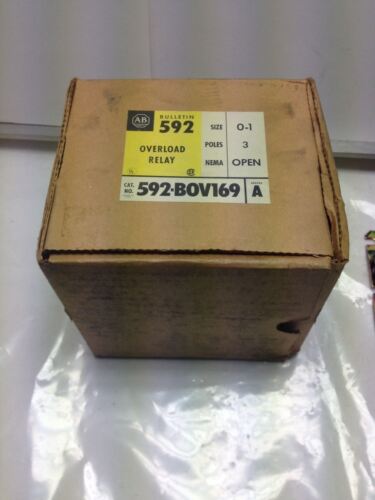 AB
BULLETIN
592
SIZE 0-1
OVERLOAD
RELAY
POLES 3
NEMA OPEN
CAT. NO. 592-BOV169 SERIES A